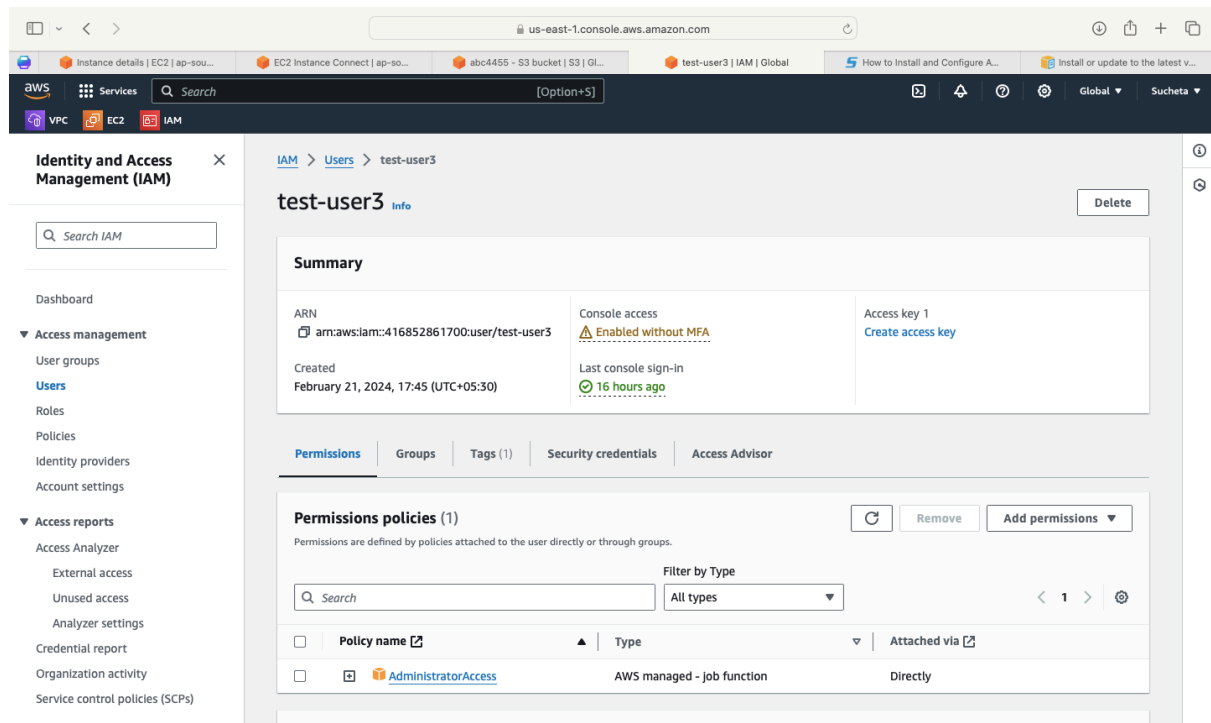 us-east-1.console.aws.amazon.com
Instance details | EC2 | ap-sou...
EC2 Instance Connect | ap-so...
abc4455 - S3 bucket | S3 | Gl...
test-user3 | IAM | Global
How to Install and Configure A...
Install or update to the latest v...
aws
Services
Search
[Option+S]
Global
Sucheta
VPC
EC2
IAM
Identity and Access Management (IAM)
Search IAM
Dashboard
Access management
User groups
Users
Roles
Policies
Identity providers
Account settings
Access reports
Access Analyzer
External access
Unused access
Analyzer settings
Credential report
Organization activity
Service control policies (SCPs)
IAM > Users > test-user3
test-user3 Info
Delete
Summary
ARN
arn:aws:iam::416852861700:user/test-user3
Created
February 21, 2024, 17:45 (UTC+05:30)
Console access
Enabled without MFA
Last console sign-in
16 hours ago
Access key 1
Create access key
Permissions
Groups
Tags (1)
Security credentials
Access Advisor
Permissions policies (1)
Permissions are defined by policies attached to the user directly or through groups.
Remove
Add permissions
Filter by Type
Search
All types
1
Policy name
Type
Attached via
AdministratorAccess
AWS managed - job function
Directly